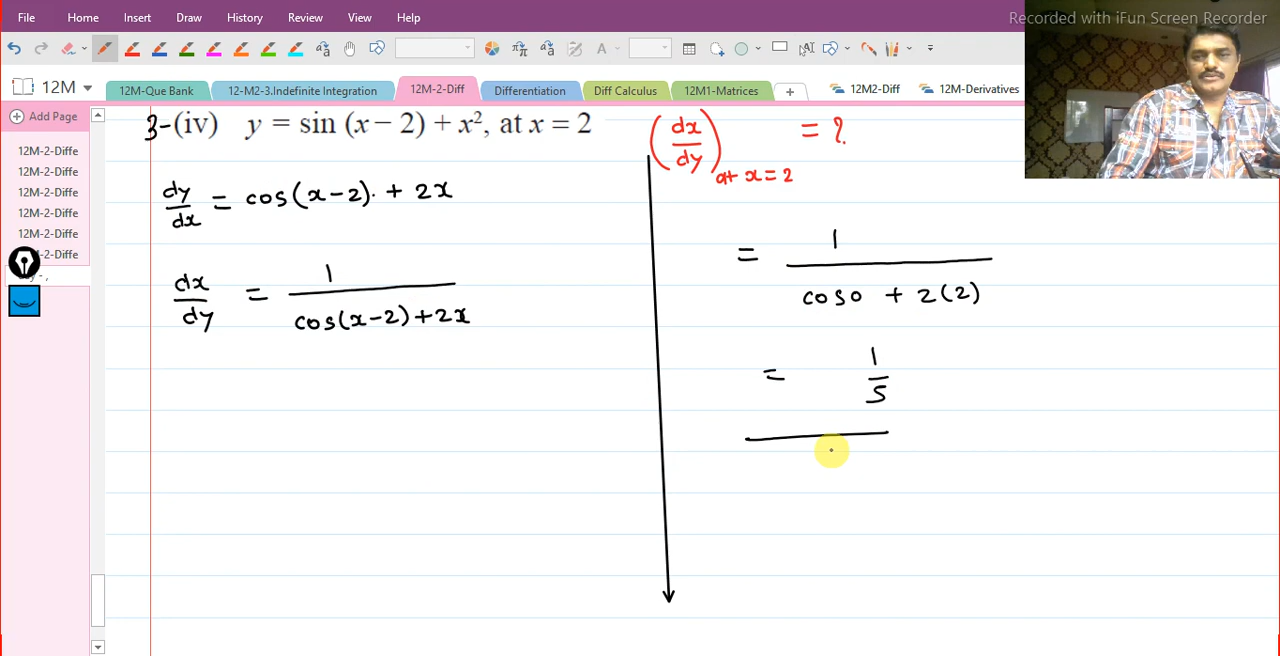 File Home Insert Draw History Review View Help
Recorded with iFun Screen Recorder
12M 12M-Que Bank 12-M2-3.Indefinite Integration 12M-2-Diff Differentiation Diff Calculus 12M1-Matrices + 12M2-Diff 12M-Derivatives
Add Page
12M-2-Diffe
12M-2-Diffe
12M-2-Diffe
12M-2-Diffe
12M-2-Diffe
-2-Diffe
3-(iv) y = sin (x − 2) + x², at x = 2
dy/dx = cos(x-2). + 2x
dx/dy = 1/(cos(x-2)+2x)
(dx/dy) at x=2 = ?
= 1/(cos0 + 2(2))
= 1/5